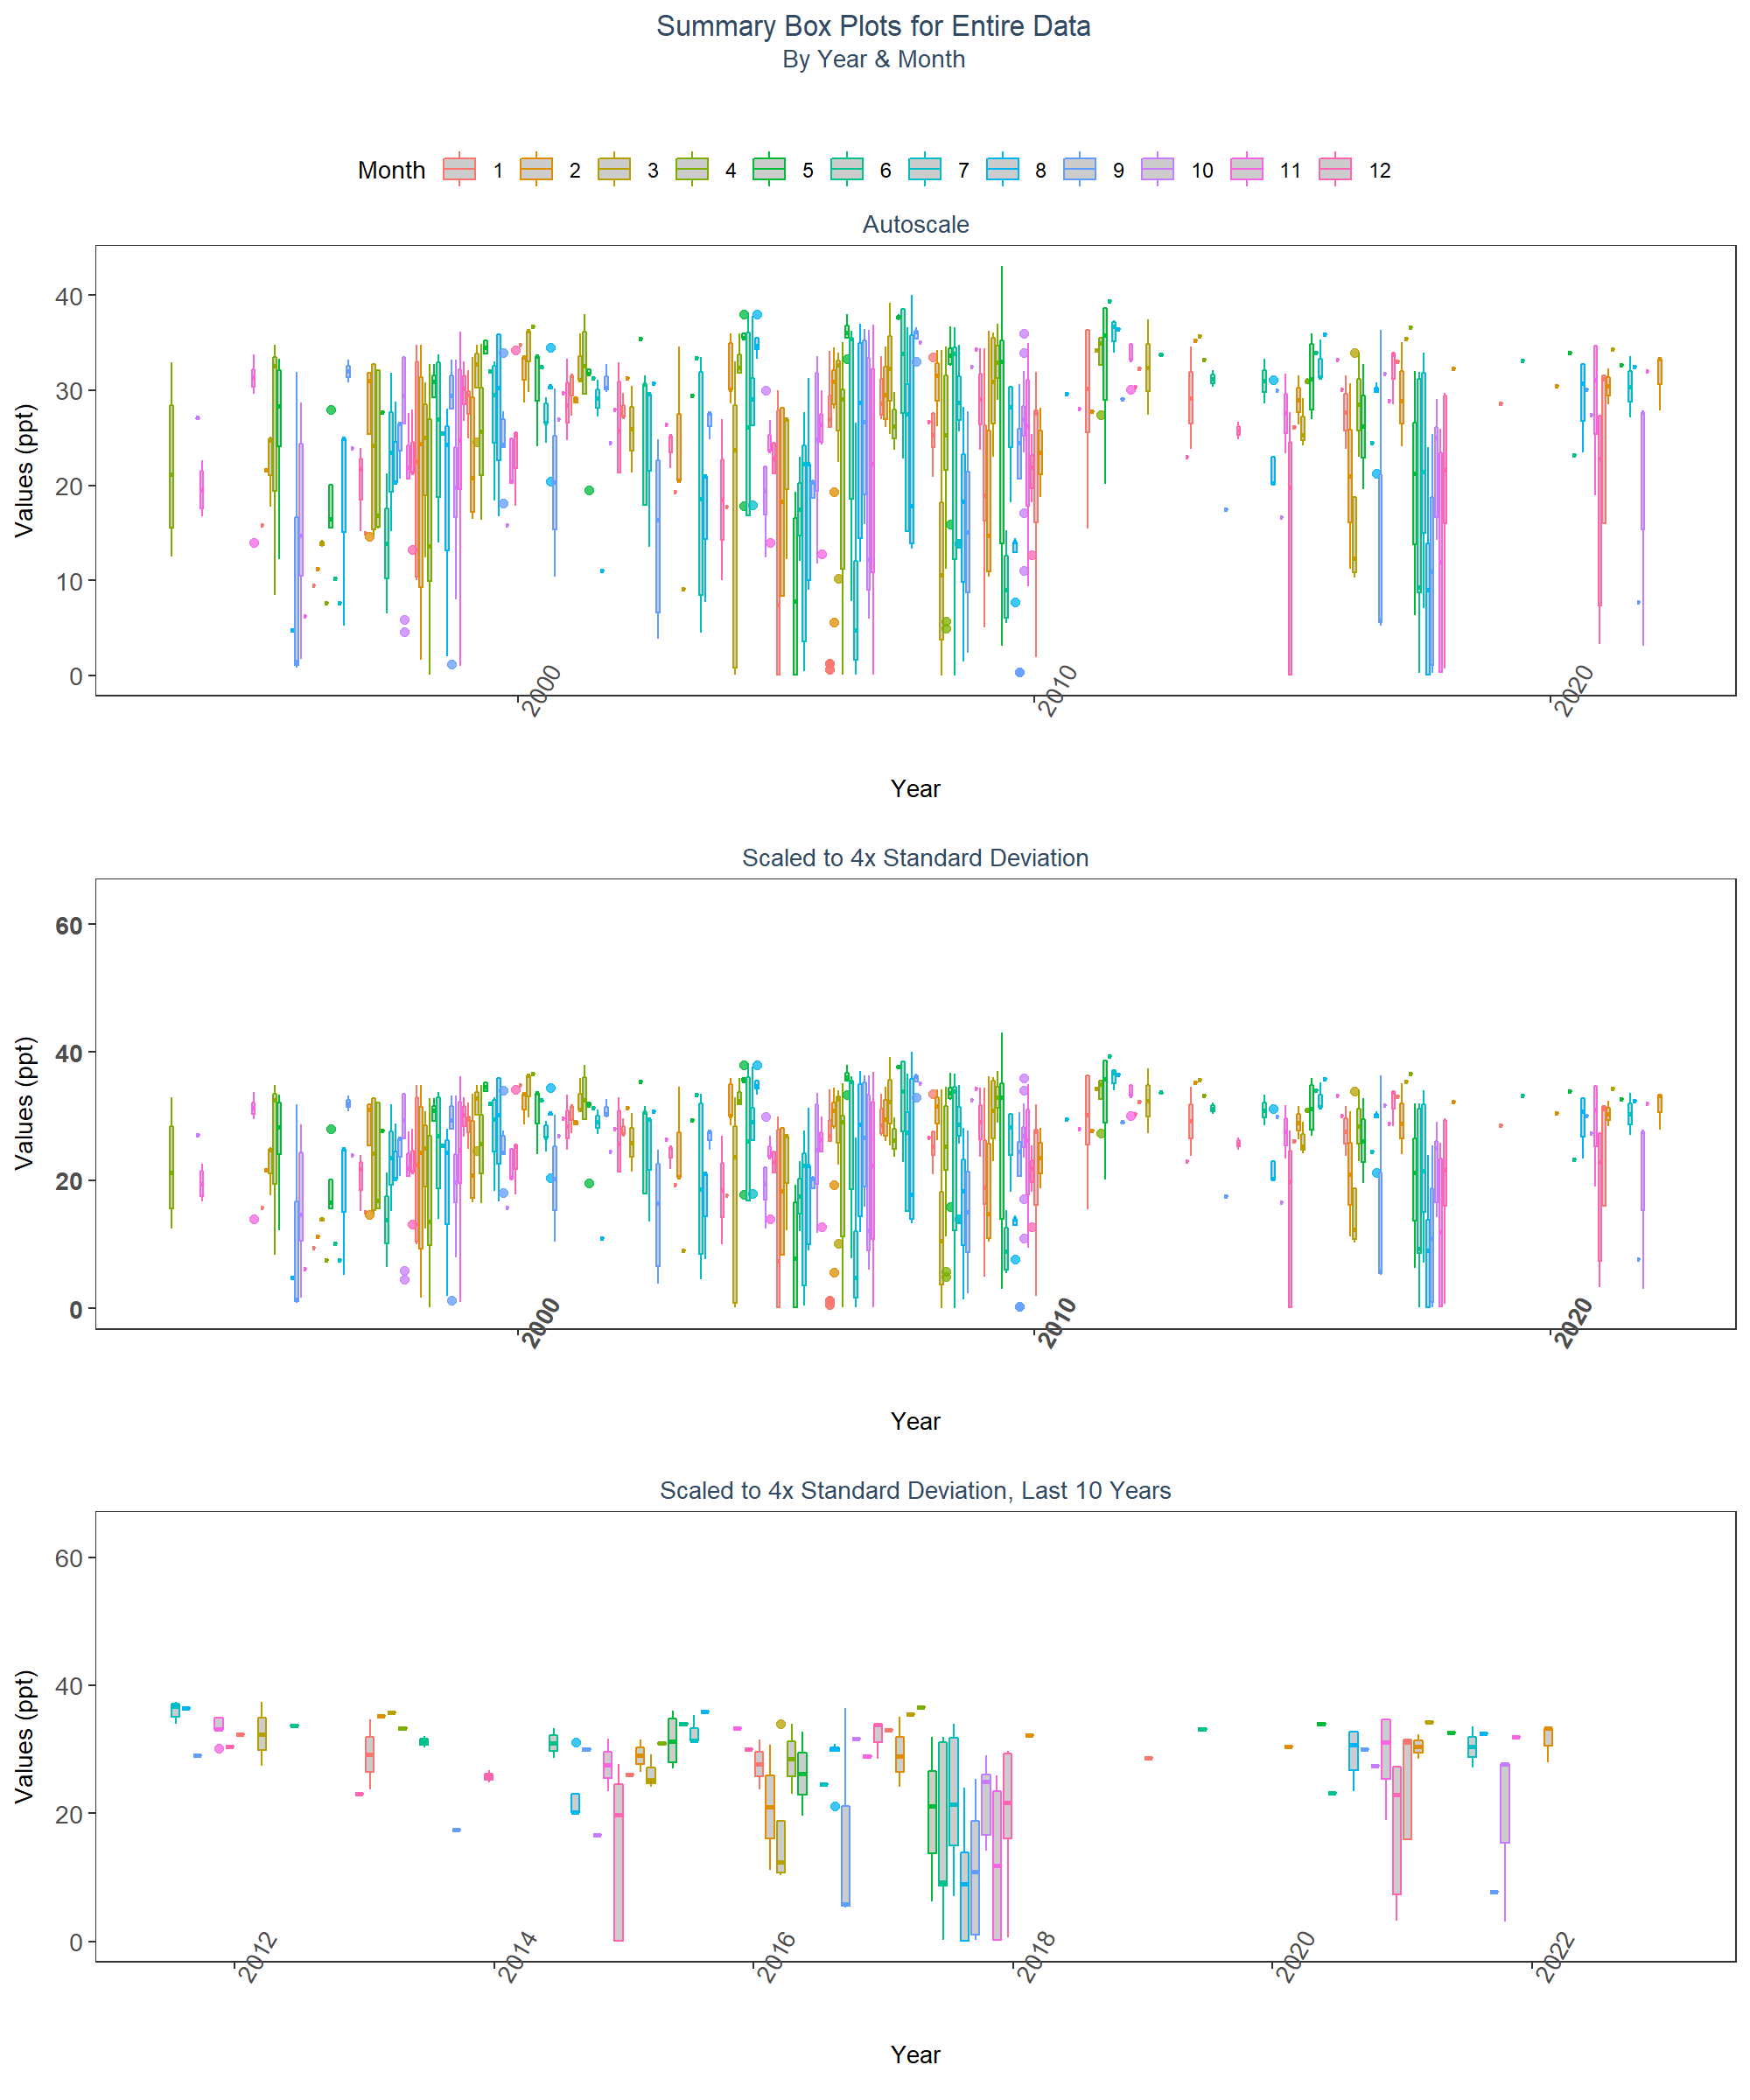 Summary Box Plots for Entire Data
By Year & Month
Month 1 2 3 4 5 6 7 8 9 10 11 12
Autoscale
Values (ppt)
40
30
20
10
0
2000 2010 2020
Year
Scaled to 4x Standard Deviation
Values (ppt)
60
40
20
0
2000 2010 2020
Year
Scaled to 4x Standard Deviation, Last 10 Years
Values (ppt)
60
40
20
0
2012 2014 2016 2018 2020 2022
Year